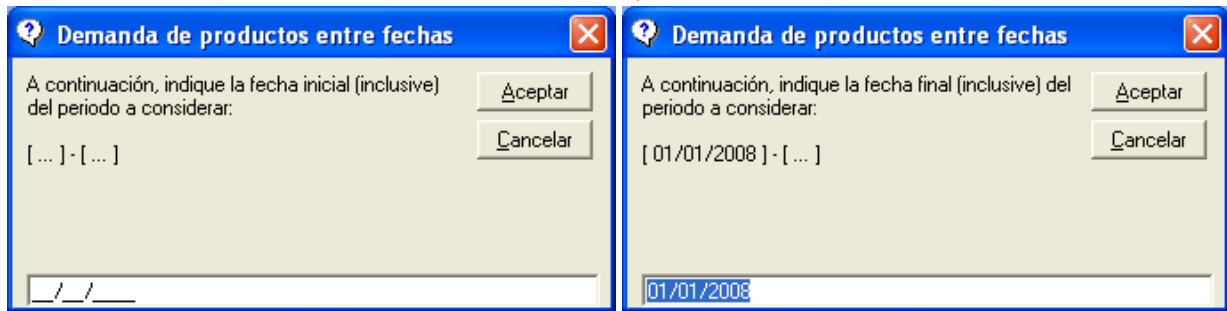 Demanda de productos entre fechas
A continuación, indique la fecha inicial (inclusive)
del periodo a considerar:
Aceptar
Cancelar
[ ... ] - [ ... ]
__/__/____
Demanda de productos entre fechas
A continuación, indique la fecha final (inclusive) del
periodo a considerar:
Aceptar
Cancelar
[ 01/01/2008 ] - [ ... ]
01/01/2008